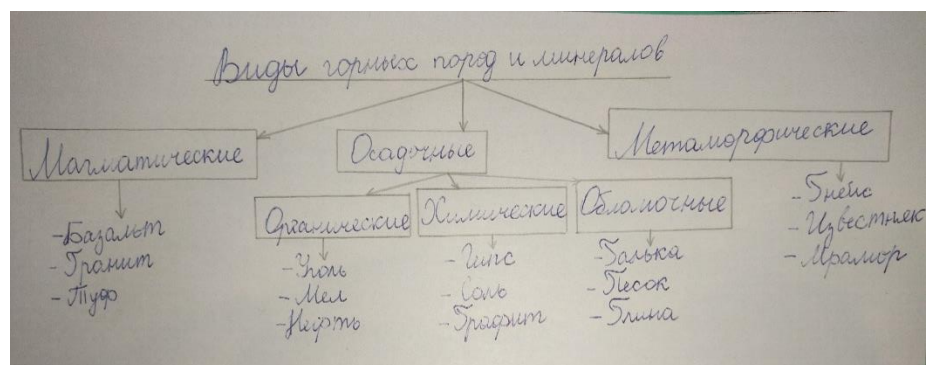 Виды горных пород и минералов
Магматические
Осадочные
Метаморфические
-Базальт
-Гранит
-Туф
Органические
Химические
Обломочные
-Уголь
-Мел
-Нефть
-Гипс
-Соль
-Графит
-Галька
-Песок
-Глина
-Гнейс
-Известняк
-Мрамор